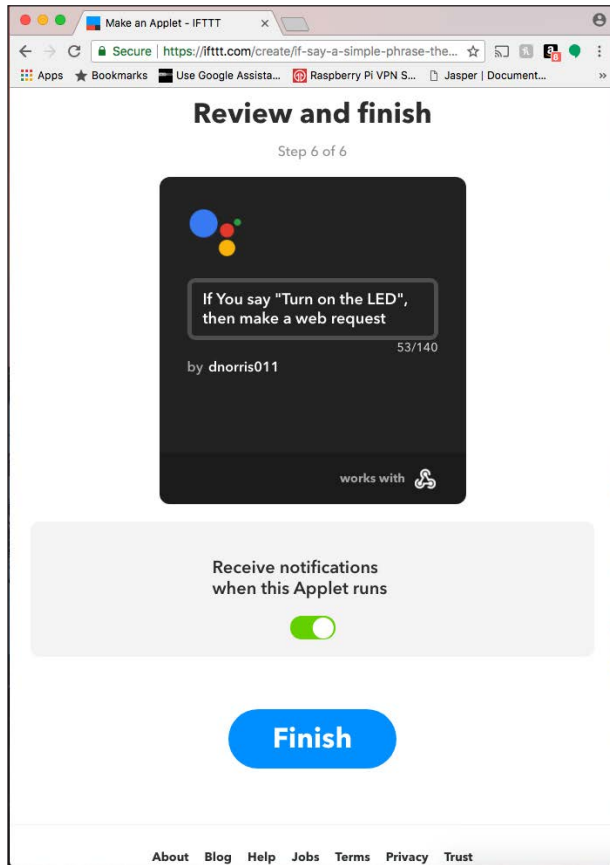 Make an Applet - IFTTT
Secure https://ifttt.com/create/if-say-a-simple-phrase-the...
Apps Bookmarks Use Google Assista... Raspberry Pi VPN S... Jasper | Document... »
Review and finish
Step 6 of 6
If You say "Turn on the LED",
then make a web request
53/140
by dnorris011
works with
Receive notifications
when this Applet runs
Finish
About Blog Help Jobs Terms Privacy Trust